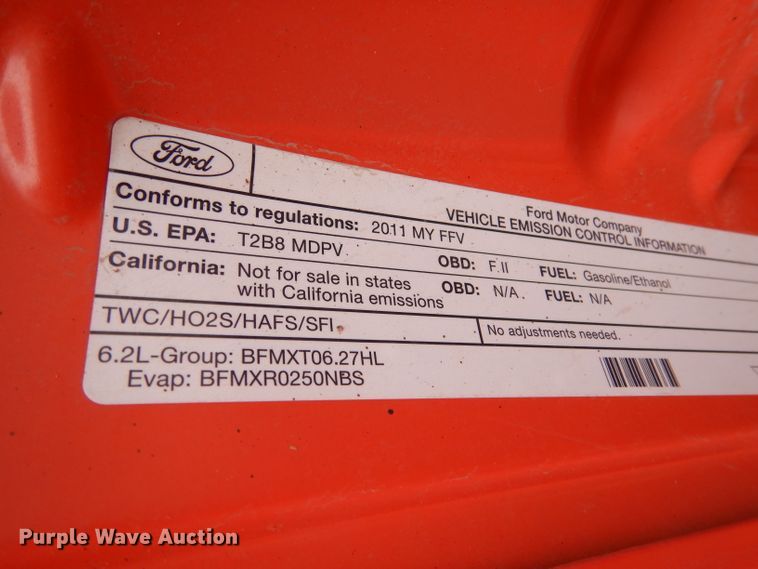 Ford
Ford Motor Company
VEHICLE EMISSION CONTROL INFORMATION
Conforms to regulations: 2011 MY FFV
U.S. EPA: T2B8 MDPV OBD: F II FUEL: Gasoline/Ethanol
California: Not for sale in states with California emissions OBD: N/A FUEL: N/A
TWC/HO2S/HAFS/SFI
No adjustments needed.
6.2L-Group: BFMXT06.27HL
Evap: BFMXR0250NBS
Purple Wave Auction